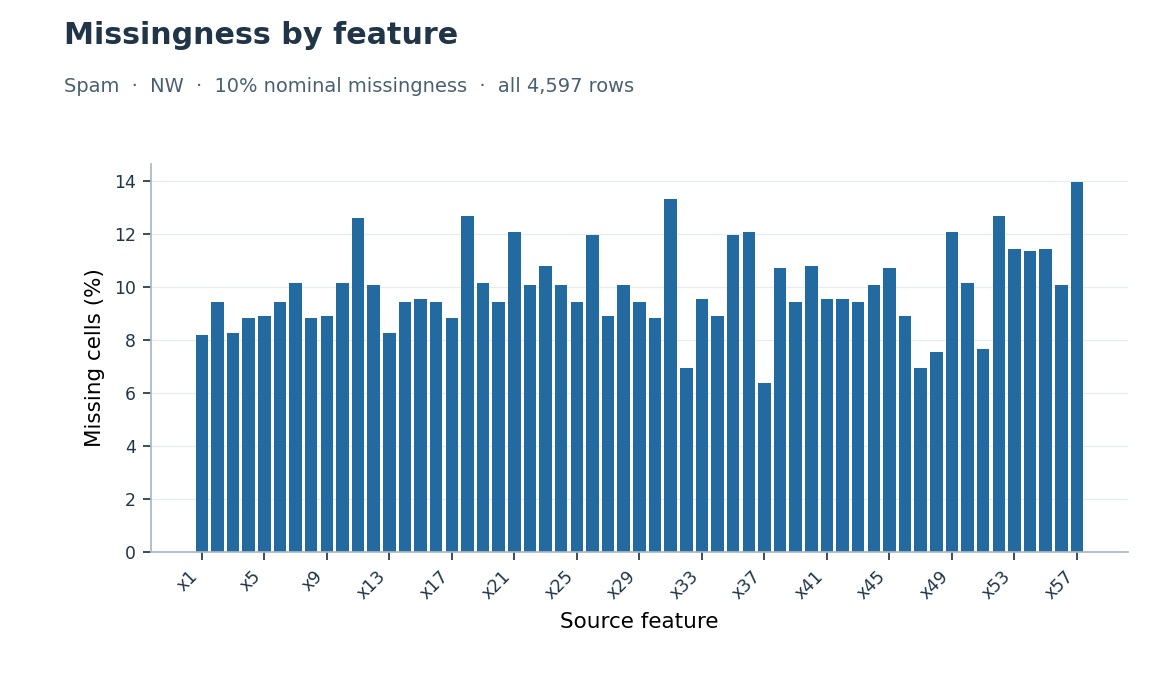 Missingness by feature
Spam · NW · 10% nominal missingness · all 4,597 rows
14
12
10
8
6
4
2
0
Missing cells (%)
x1 x5 x9 x13 x17 x21 x25 x29 x33 x37 x41 x45 x49 x53 x57
Source feature